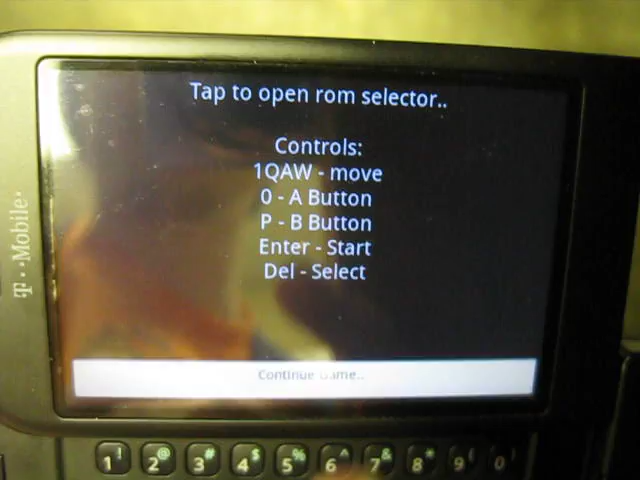 Tap to open rom selector..
Controls:
1QAW - move
0 - A Button
P - B Button
Enter - Start
Del - Select
Continue Game..
T··Mobile·
1! 2@ 3# 4$ 5% 6^ 7& 8* 9( 0